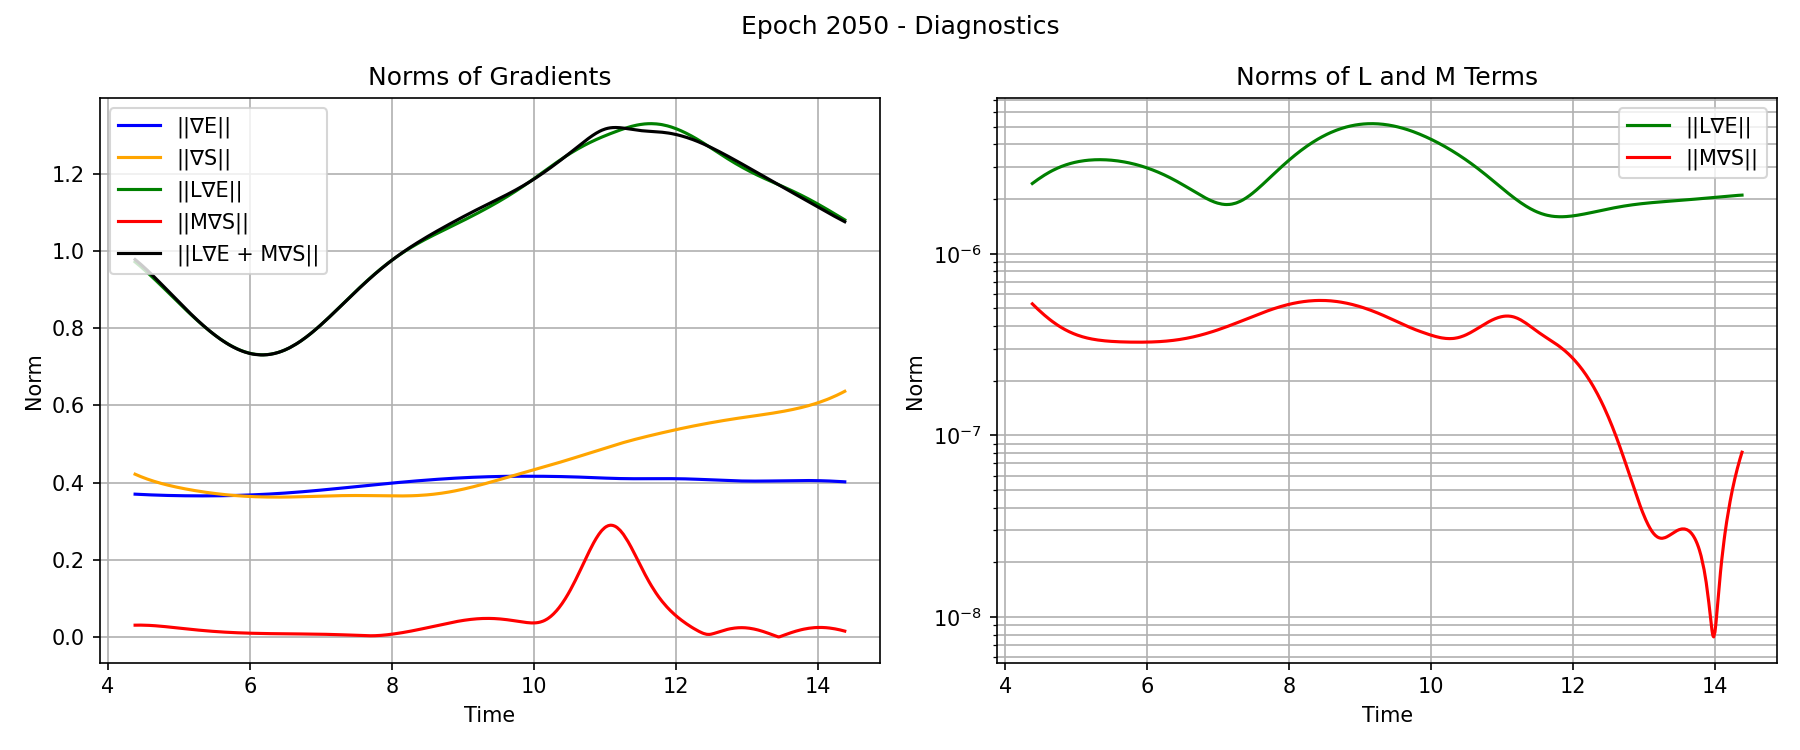 Epoch 2050 - Diagnostics
Norms of Gradients
||∇E||
||∇S||
||L∇E||
||M∇S||
||L∇E + M∇S||
1.2
1.0
0.8
0.6
0.4
0.2
0.0
Norm
4
6
8
10
12
14
Time
Norms of L and M Terms
||L∇E||
||M∇S||
10⁻⁶
10⁻⁷
10⁻⁸
Norm
4
6
8
10
12
14
Time